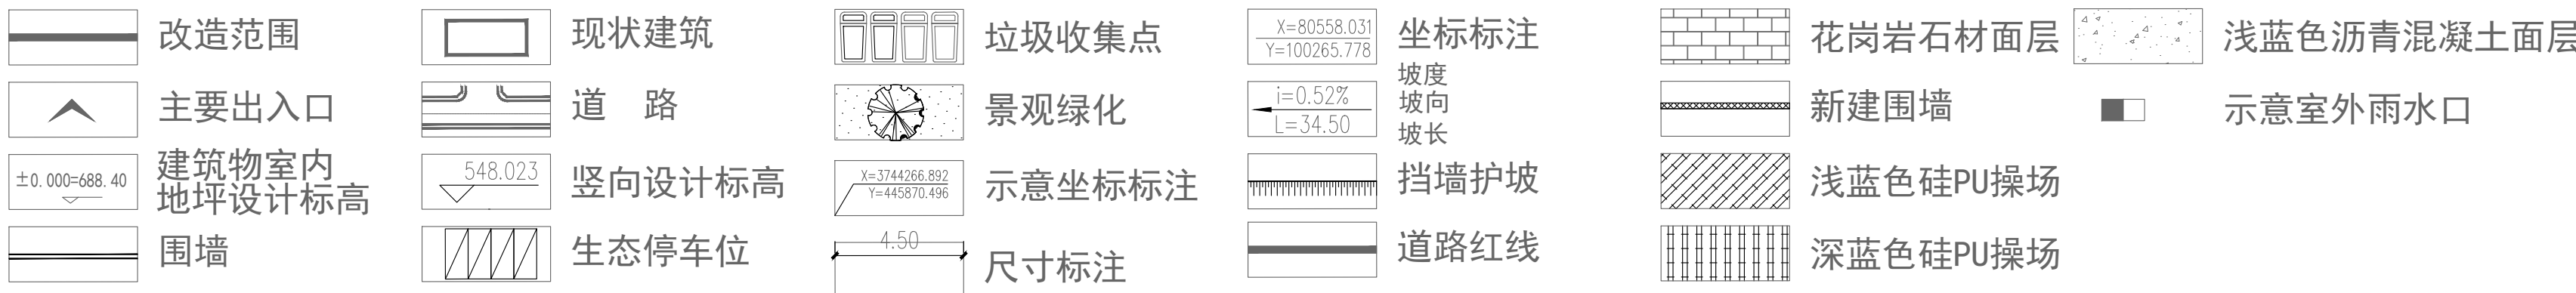 改造范围
现状建筑
垃圾收集点
X=80558.031
Y=100265.778
坐标标注
花岗岩石材面层
浅蓝色沥青混凝土面层
主要出入口
道 路
景观绿化
i=0.52%
L=34.50
坡度
坡向
坡长
新建围墙
示意室外雨水口
±0.000=688.40
建筑物室内
地坪设计标高
548.023
竖向设计标高
X=3744266.892
Y=445870.496
示意坐标标注
挡墙护坡
浅蓝色硅PU操场
围墙
生态停车位
4.50
尺寸标注
道路红线
深蓝色硅PU操场